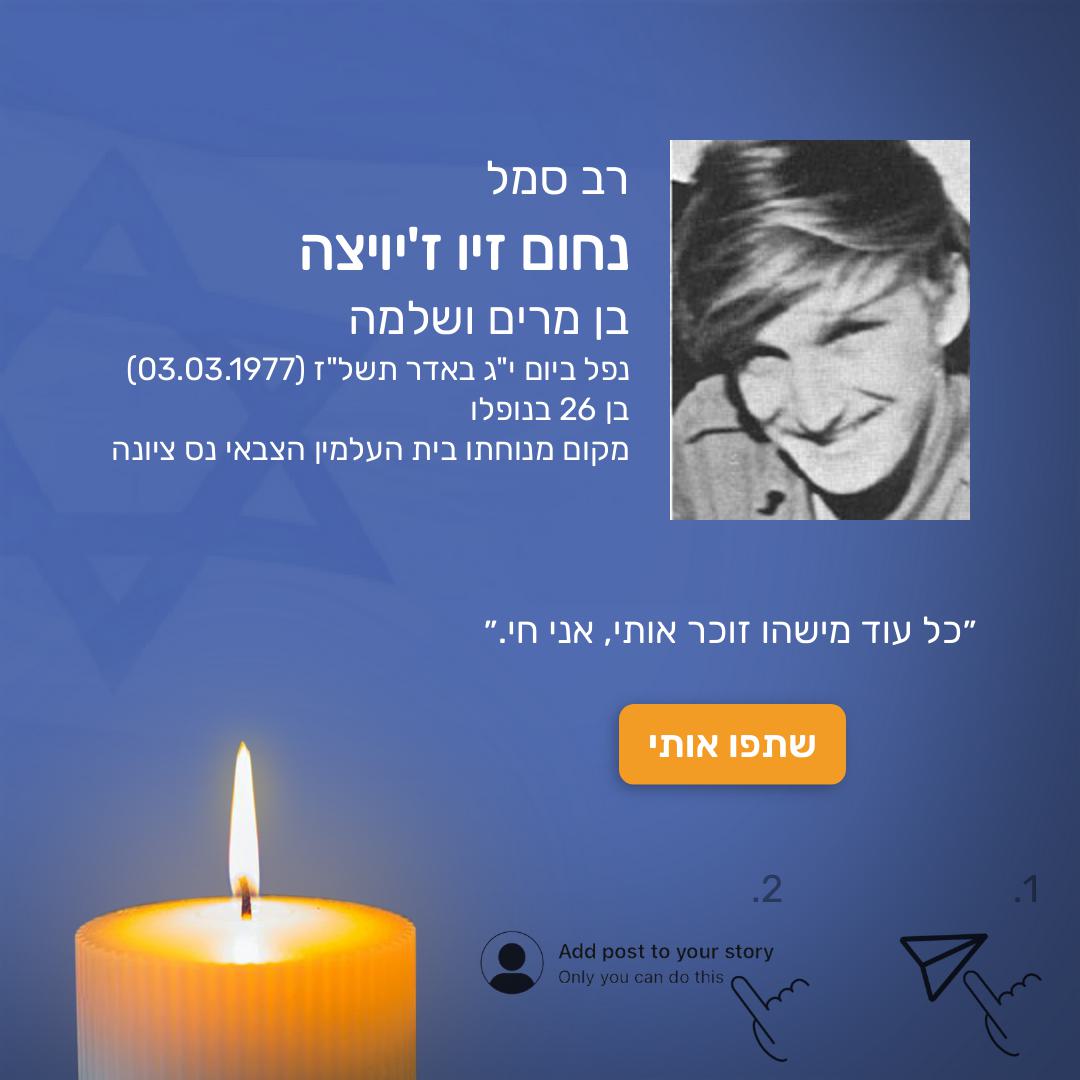 רב סמל
נחום זיו ז'יויצה
בן מרים ושלמה
נפל ביום י"ג באדר תשל"ז (03.03.1977)
בן 26 בנופלו
מקום מנוחתו בית העלמין הצבאי נס ציונה
״כל עוד מישהו זוכר אותי, אני חי.״
שתפו אותי
.1
.2
Add post to your story
Only you can do this